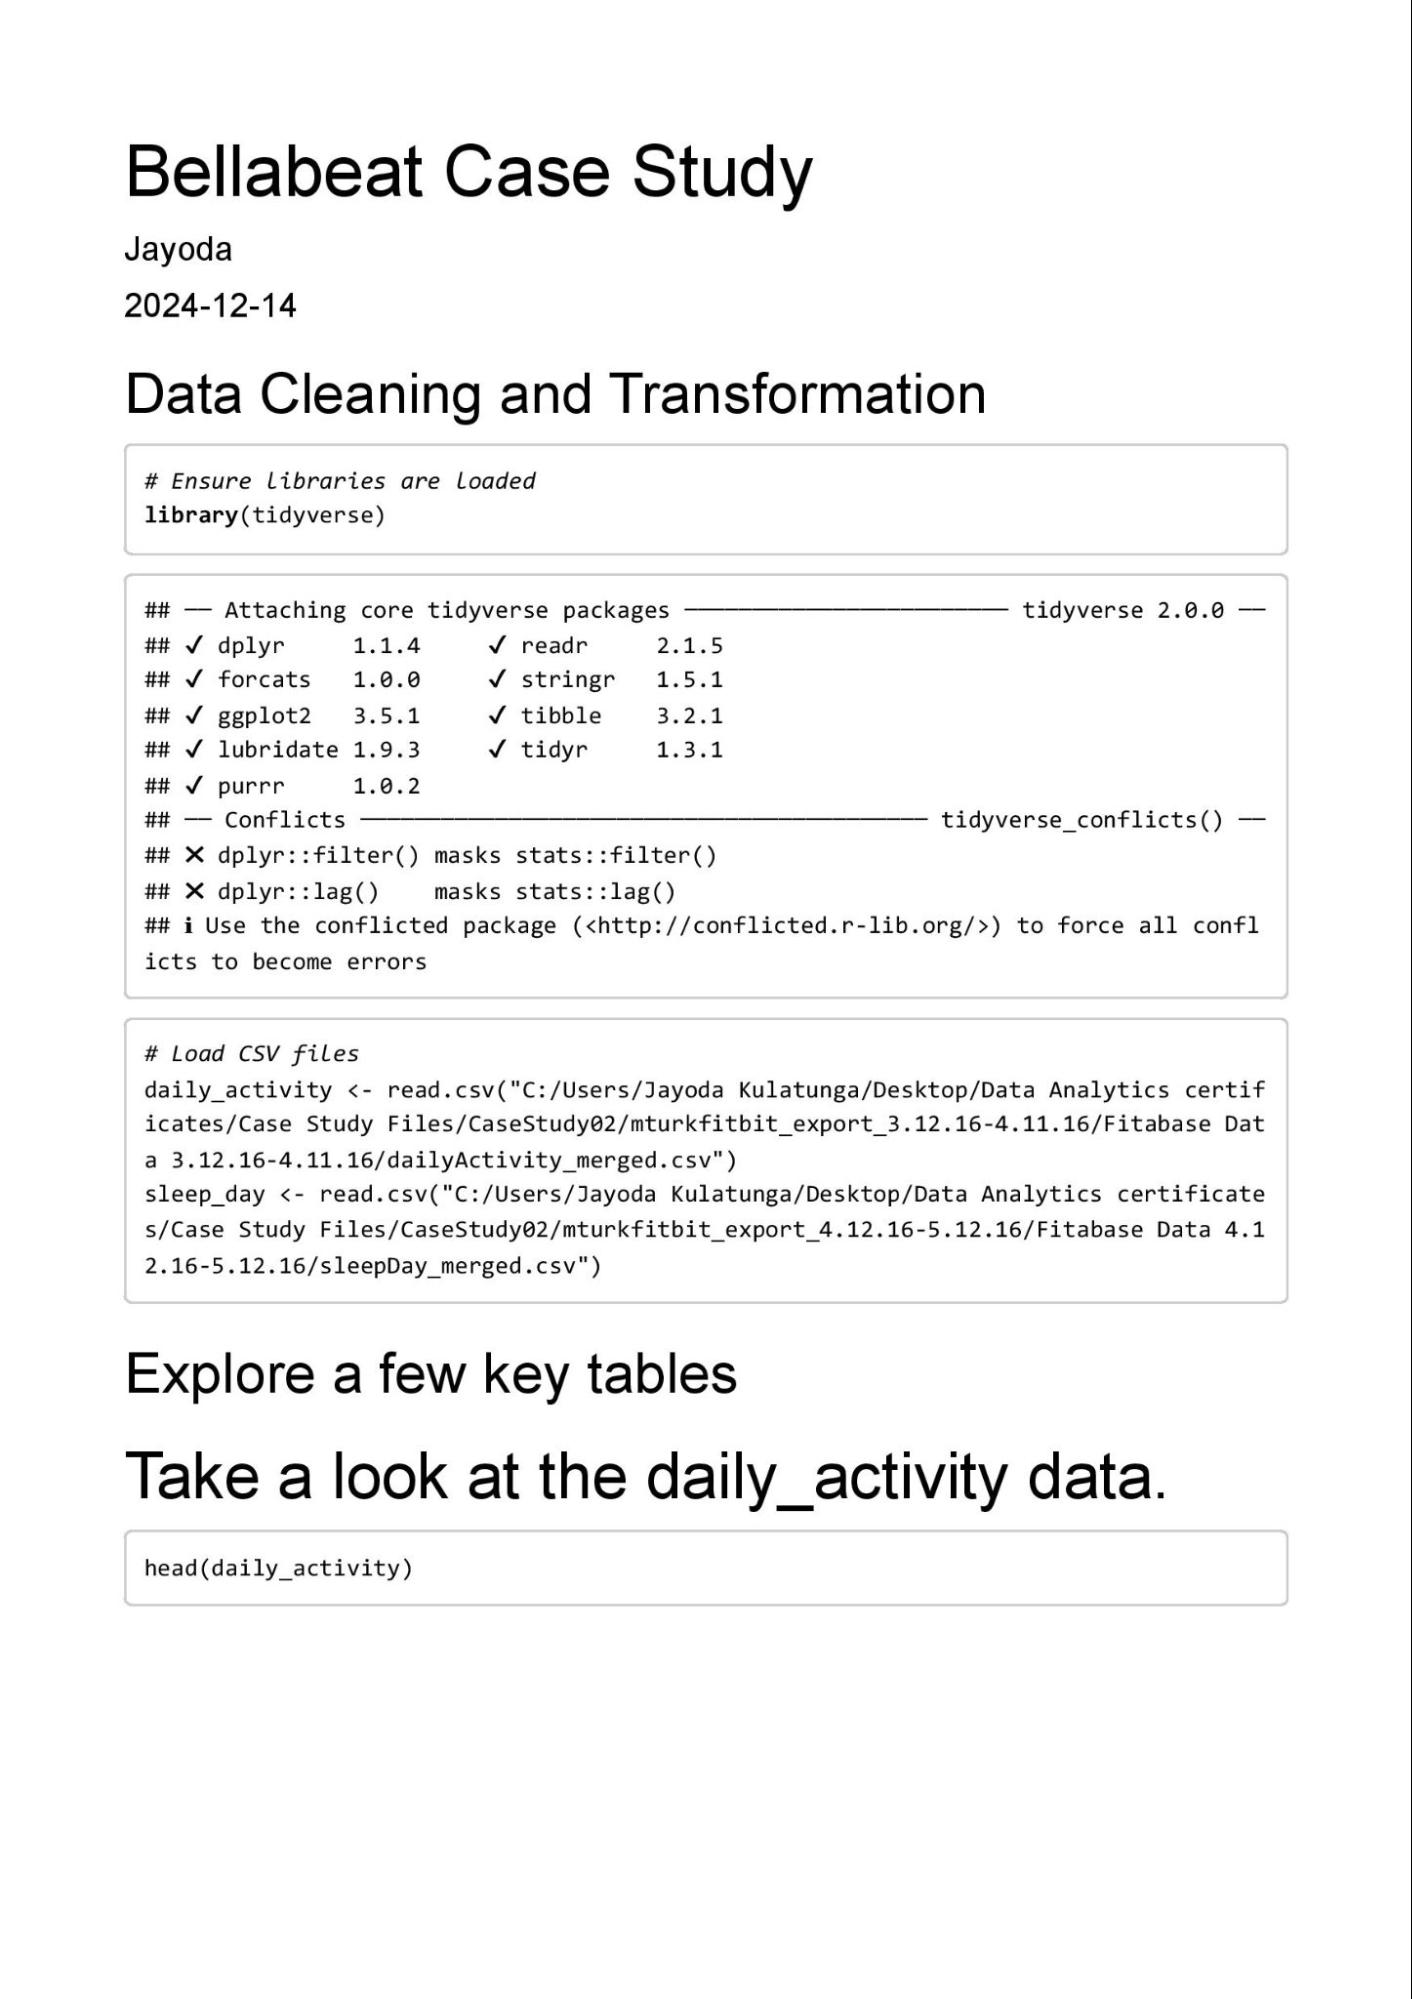 Bellabeat Case Study
Jayoda
2024-12-14
Data Cleaning and Transformation
# Ensure libraries are loaded
library(tidyverse)
## ── Attaching core tidyverse packages ──────────────────────── tidyverse 2.0.0 ──
## ✔ dplyr     1.1.4     ✔ readr     2.1.5
## ✔ forcats   1.0.0     ✔ stringr   1.5.1
## ✔ ggplot2   3.5.1     ✔ tibble    3.2.1
## ✔ lubridate 1.9.3     ✔ tidyr     1.3.1
## ✔ purrr     1.0.2
## ── Conflicts ────────────────────────────────────────── tidyverse_conflicts() ──
## ✖ dplyr::filter() masks stats::filter()
## ✖ dplyr::lag()    masks stats::lag()
## ℹ Use the conflicted package (<http://conflicted.r-lib.org/>) to force all confl
icts to become errors
# Load CSV files
daily_activity <- read.csv("C:/Users/Jayoda Kulatunga/Desktop/Data Analytics certif
icates/Case Study Files/CaseStudy02/mturkfitbit_export_3.12.16-4.11.16/Fitabase Dat
a 3.12.16-4.11.16/dailyActivity_merged.csv")
sleep_day <- read.csv("C:/Users/Jayoda Kulatunga/Desktop/Data Analytics certificate
s/Case Study Files/CaseStudy02/mturkfitbit_export_4.12.16-5.12.16/Fitabase Data 4.1
2.16-5.12.16/sleepDay_merged.csv")
Explore a few key tables
Take a look at the daily_activity data.
head(daily_activity)